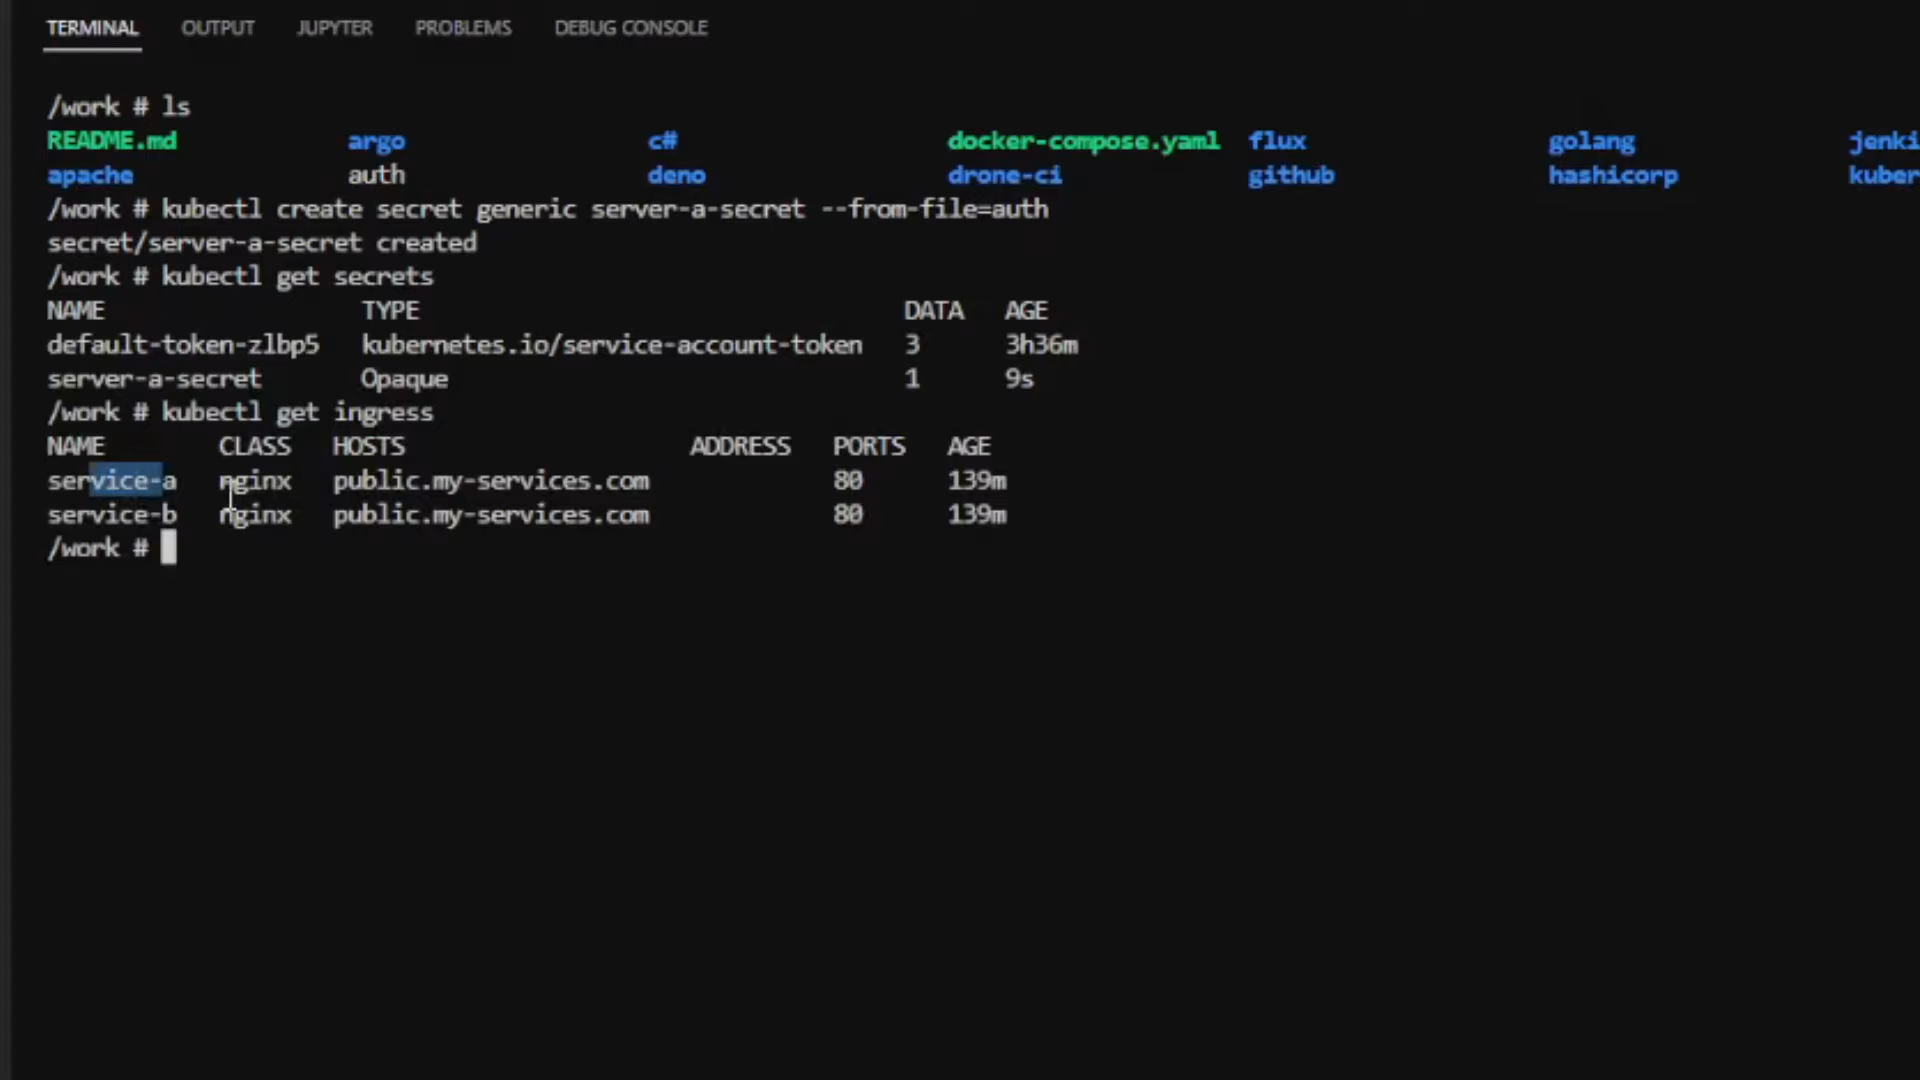 TERMINAL OUTPUT JUPYTER PROBLEMS DEBUG CONSOLE
/work # ls
README.md argo c# docker-compose.yaml flux golang jenki
apache auth deno drone-ci github hashicorp kuber
/work # kubectl create secret generic server-a-secret --from-file=auth
secret/server-a-secret created
/work # kubectl get secrets
NAME TYPE DATA AGE
default-token-zlbp5 kubernetes.io/service-account-token 3 3h36m
server-a-secret Opaque 1 9s
/work # kubectl get ingress
NAME CLASS HOSTS ADDRESS PORTS AGE
service-a nginx public.my-services.com 80 139m
service-b nginx public.my-services.com 80 139m
/work #